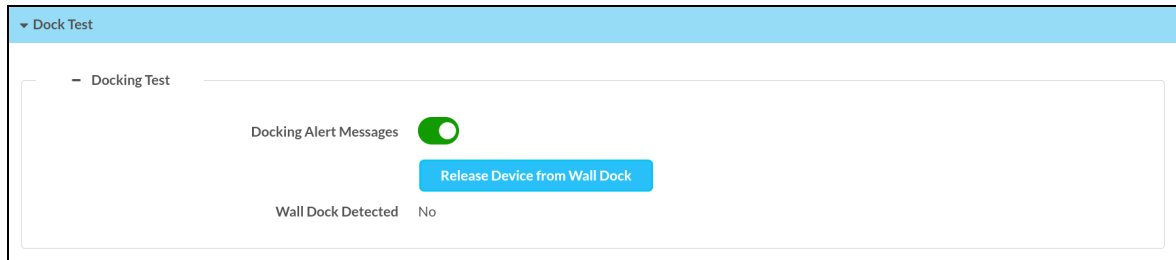 Dock Test
Docking Test
Docking Alert Messages
Release Device from Wall Dock
Wall Dock Detected No